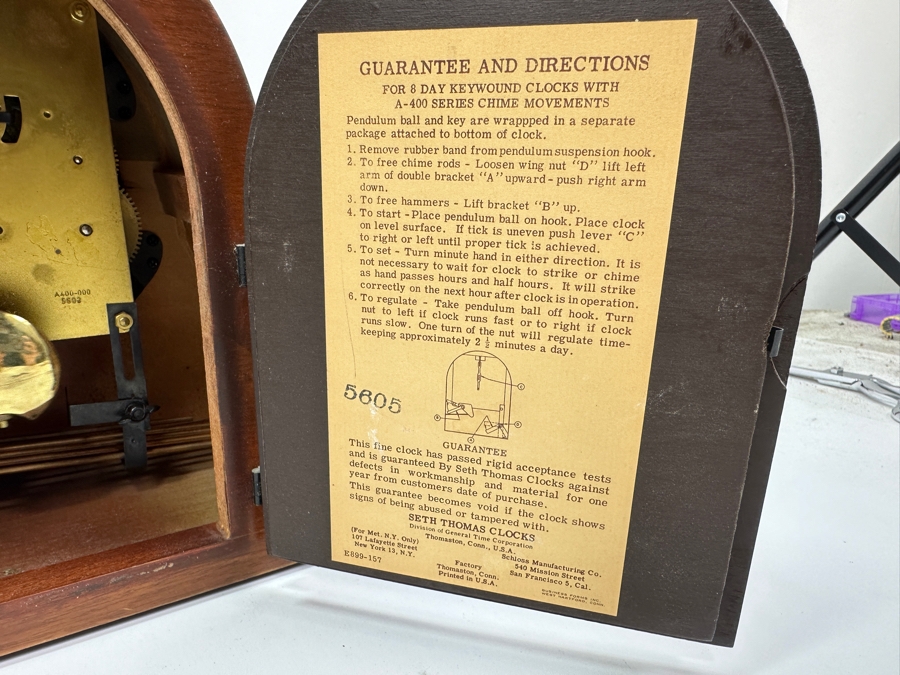 GUARANTEE AND DIRECTIONS
FOR 8 DAY KEYWOUND CLOCKS WITH
A-400 SERIES CHIME MOVEMENTS
Pendulum ball and key are wrappped in a separate
package attached to bottom of clock.
1. Remove rubber band from pendulum suspension hook.
2. To free chime rods - Loosen wing nut "D" lift left
arm of double bracket "A" upward - push right arm
down.
3. To free hammers - Lift bracket "B" up.
4. To start - Place pendulum ball on hook. Place clock
on level surface. If tick is uneven push lever "C"
to right or left until proper tick is achieved.
5. To set - Turn minute hand in either direction. It is
not necessary to wait for clock to strike or chime
as hand passes hours and half hours. It will strike
correctly on the next hour after clock is in operation.
6. To regulate - Take pendulum ball off hook. Turn
nut to left if clock runs fast or to right if clock
runs slow. One turn of the nut will regulate time-
keeping approximately 2 1/2 minutes a day.
A400-000
5602
5605
GUARANTEE
This fine clock has passed rigid acceptance tests
and is guaranteed By Seth Thomas Clocks against
defects in workmanship and material for one
year from customers date of purchase.
This guarantee becomes void if the clock shows
signs of being abused or tampered with.
SETH THOMAS CLOCKS
Division of General Time Corporation
Thomaston, Conn., U.S.A.
(For Met. N.Y. Only)
107 Lafayette Street
New York 13, N.Y.
Schloss Manufacturing Co.
540 Mission Street
San Francisco 5, Cal.
Factory
Thomaston, Conn.
Printed in U.S.A.
E899-157
BUSINESS FORMS INC.
WEST HARTFORD, CONN.